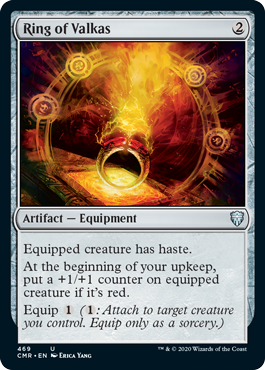 Ring of Valkas 2
Artifact — Equipment
Equipped creature has haste.
At the beginning of your upkeep,
put a +1/+1 counter on equipped
creature if it's red.
Equip 1 (1: Attach to target creature
you control. Equip only as a sorcery.)
469 U
CMR • EN Erica Yang
™ & © 2020 Wizards of the Coast